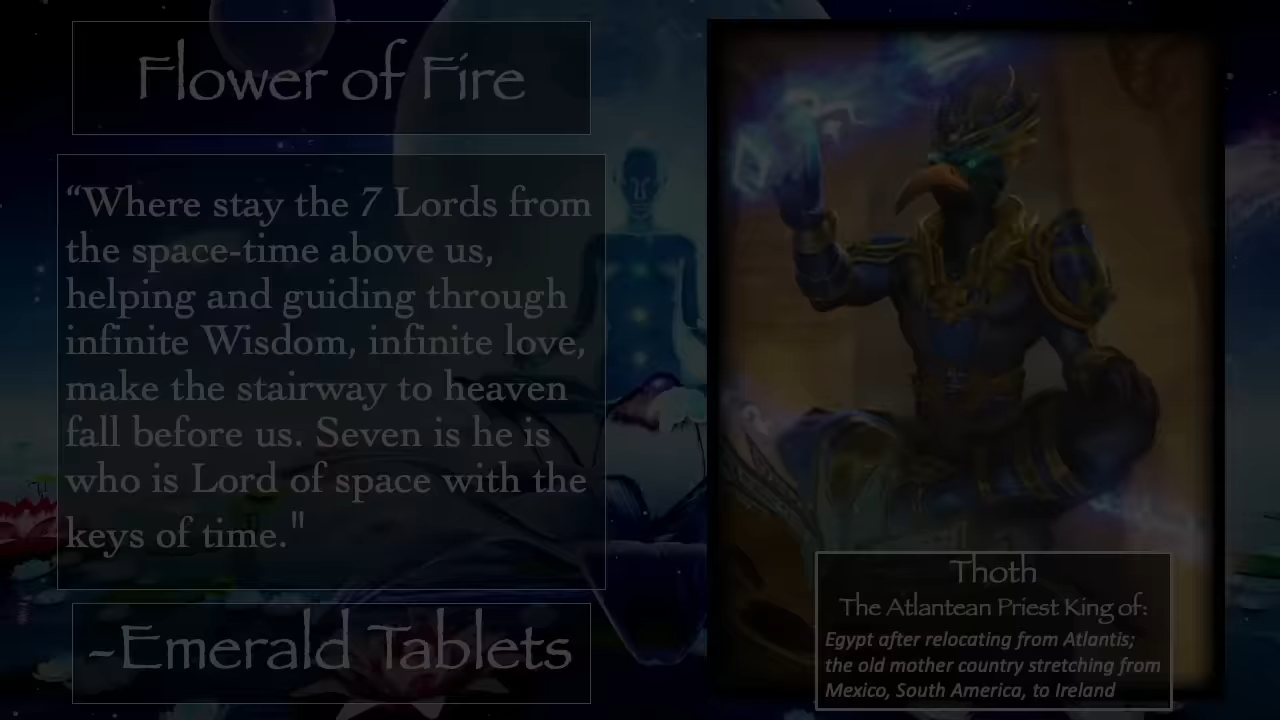 Flower of Fire
“Where stay the 7 Lords from
the space-time above us,
helping and guiding through
infinite Wisdom, infinite love,
make the stairway to heaven
fall before us. Seven is he is
who is Lord of space with the
keys of time."
~Emerald Tablets
Thoth
The Atlantean Priest King of:
Egypt after relocating from Atlantis;
the old mother country stretching from
Mexico, South America, to Ireland